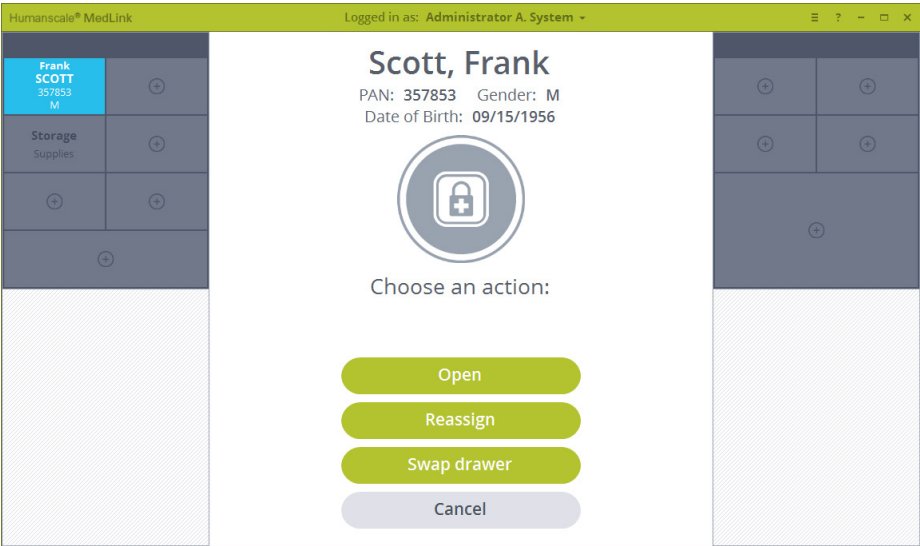 Humanscale® MedLink
Logged in as: Administrator A. System
? 
Frank
SCOTT
357853
M
Storage
Supplies
Scott, Frank
PAN: 357853 Gender: M
Date of Birth: 09/15/1956
Choose an action:
Open
Reassign
Swap drawer
Cancel